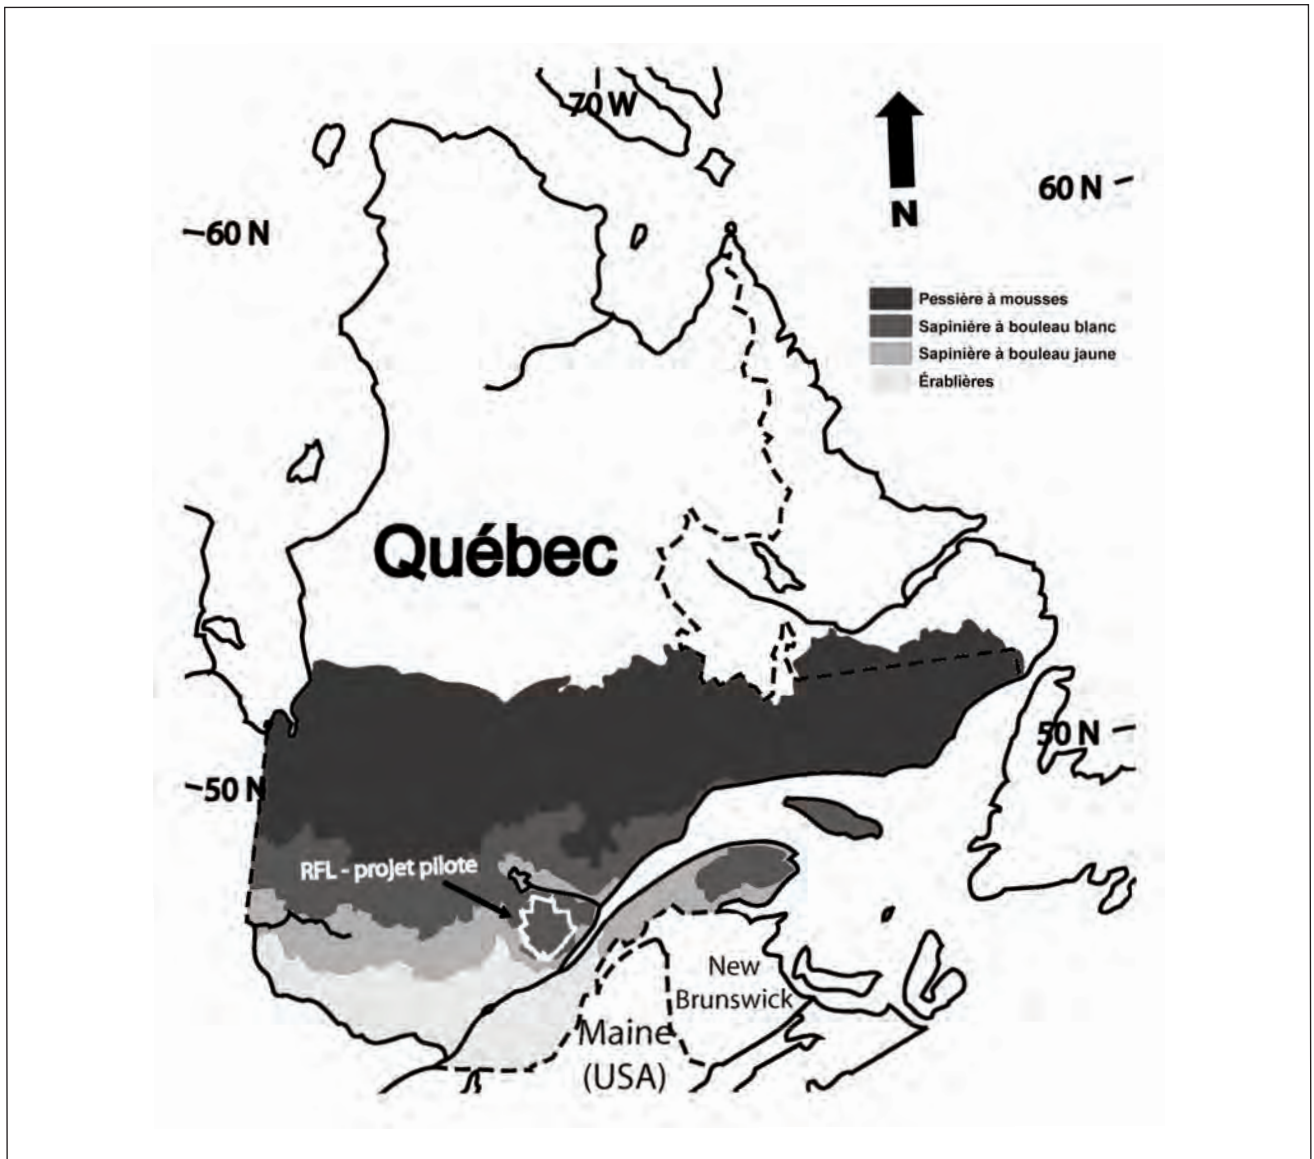 70 W
60 N
N
60 N
Pessière à mousses
Sapinière à bouleau blanc
Sapinière à bouleau jaune
Érablières
Québec
50 N
50 N
RFL - projet pilote
New
Brunswick
Maine
(USA)